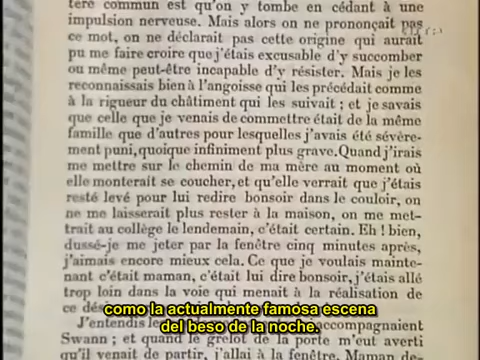 tère commun est qu'on y tombe en cédant à une
impulsion nerveuse. Mais alors on ne prononçait pas
ce mot, on ne déclarait pas cette origine qui aurait
pu me faire croire que j'étais excusable d'y succomber
ou même peut-être incapable d'y résister. Mais je les
reconnaissais bien à l'angoisse qui les précédait comme
à la rigueur du châtiment qui les suivait ; et je savais
que celle que je venais de commettre était de la même
famille que d'autres pour lesquelles j'avais été sévère-
ment puni, quoique infiniment plus grave. Quand j'irais
me mettre sur le chemin de ma mère au moment où
elle monterait se coucher, et qu'elle verrait que j'étais
resté levé pour lui redire bonsoir dans le couloir, on
ne me laisserait plus rester à la maison, on me met-
trait au collège le lendemain, c'était certain. Eh ! bien,
dussé-je me jeter par la fenêtre cinq minutes après,
j'aimais encore mieux cela. Ce que je voulais mainte-
nant c'était maman, c'était lui dire bonsoir, j'étais allé
trop loin dans la voie qui menait à la réalisation de
ce
como la actualmente famosa escena
del beso de la noche.
J'entendis accompagnaient
Swann ; et quand le grelot de la porte m'eut averti
qu'il venait de partir, j'allai à la fenêtre. Maman de-